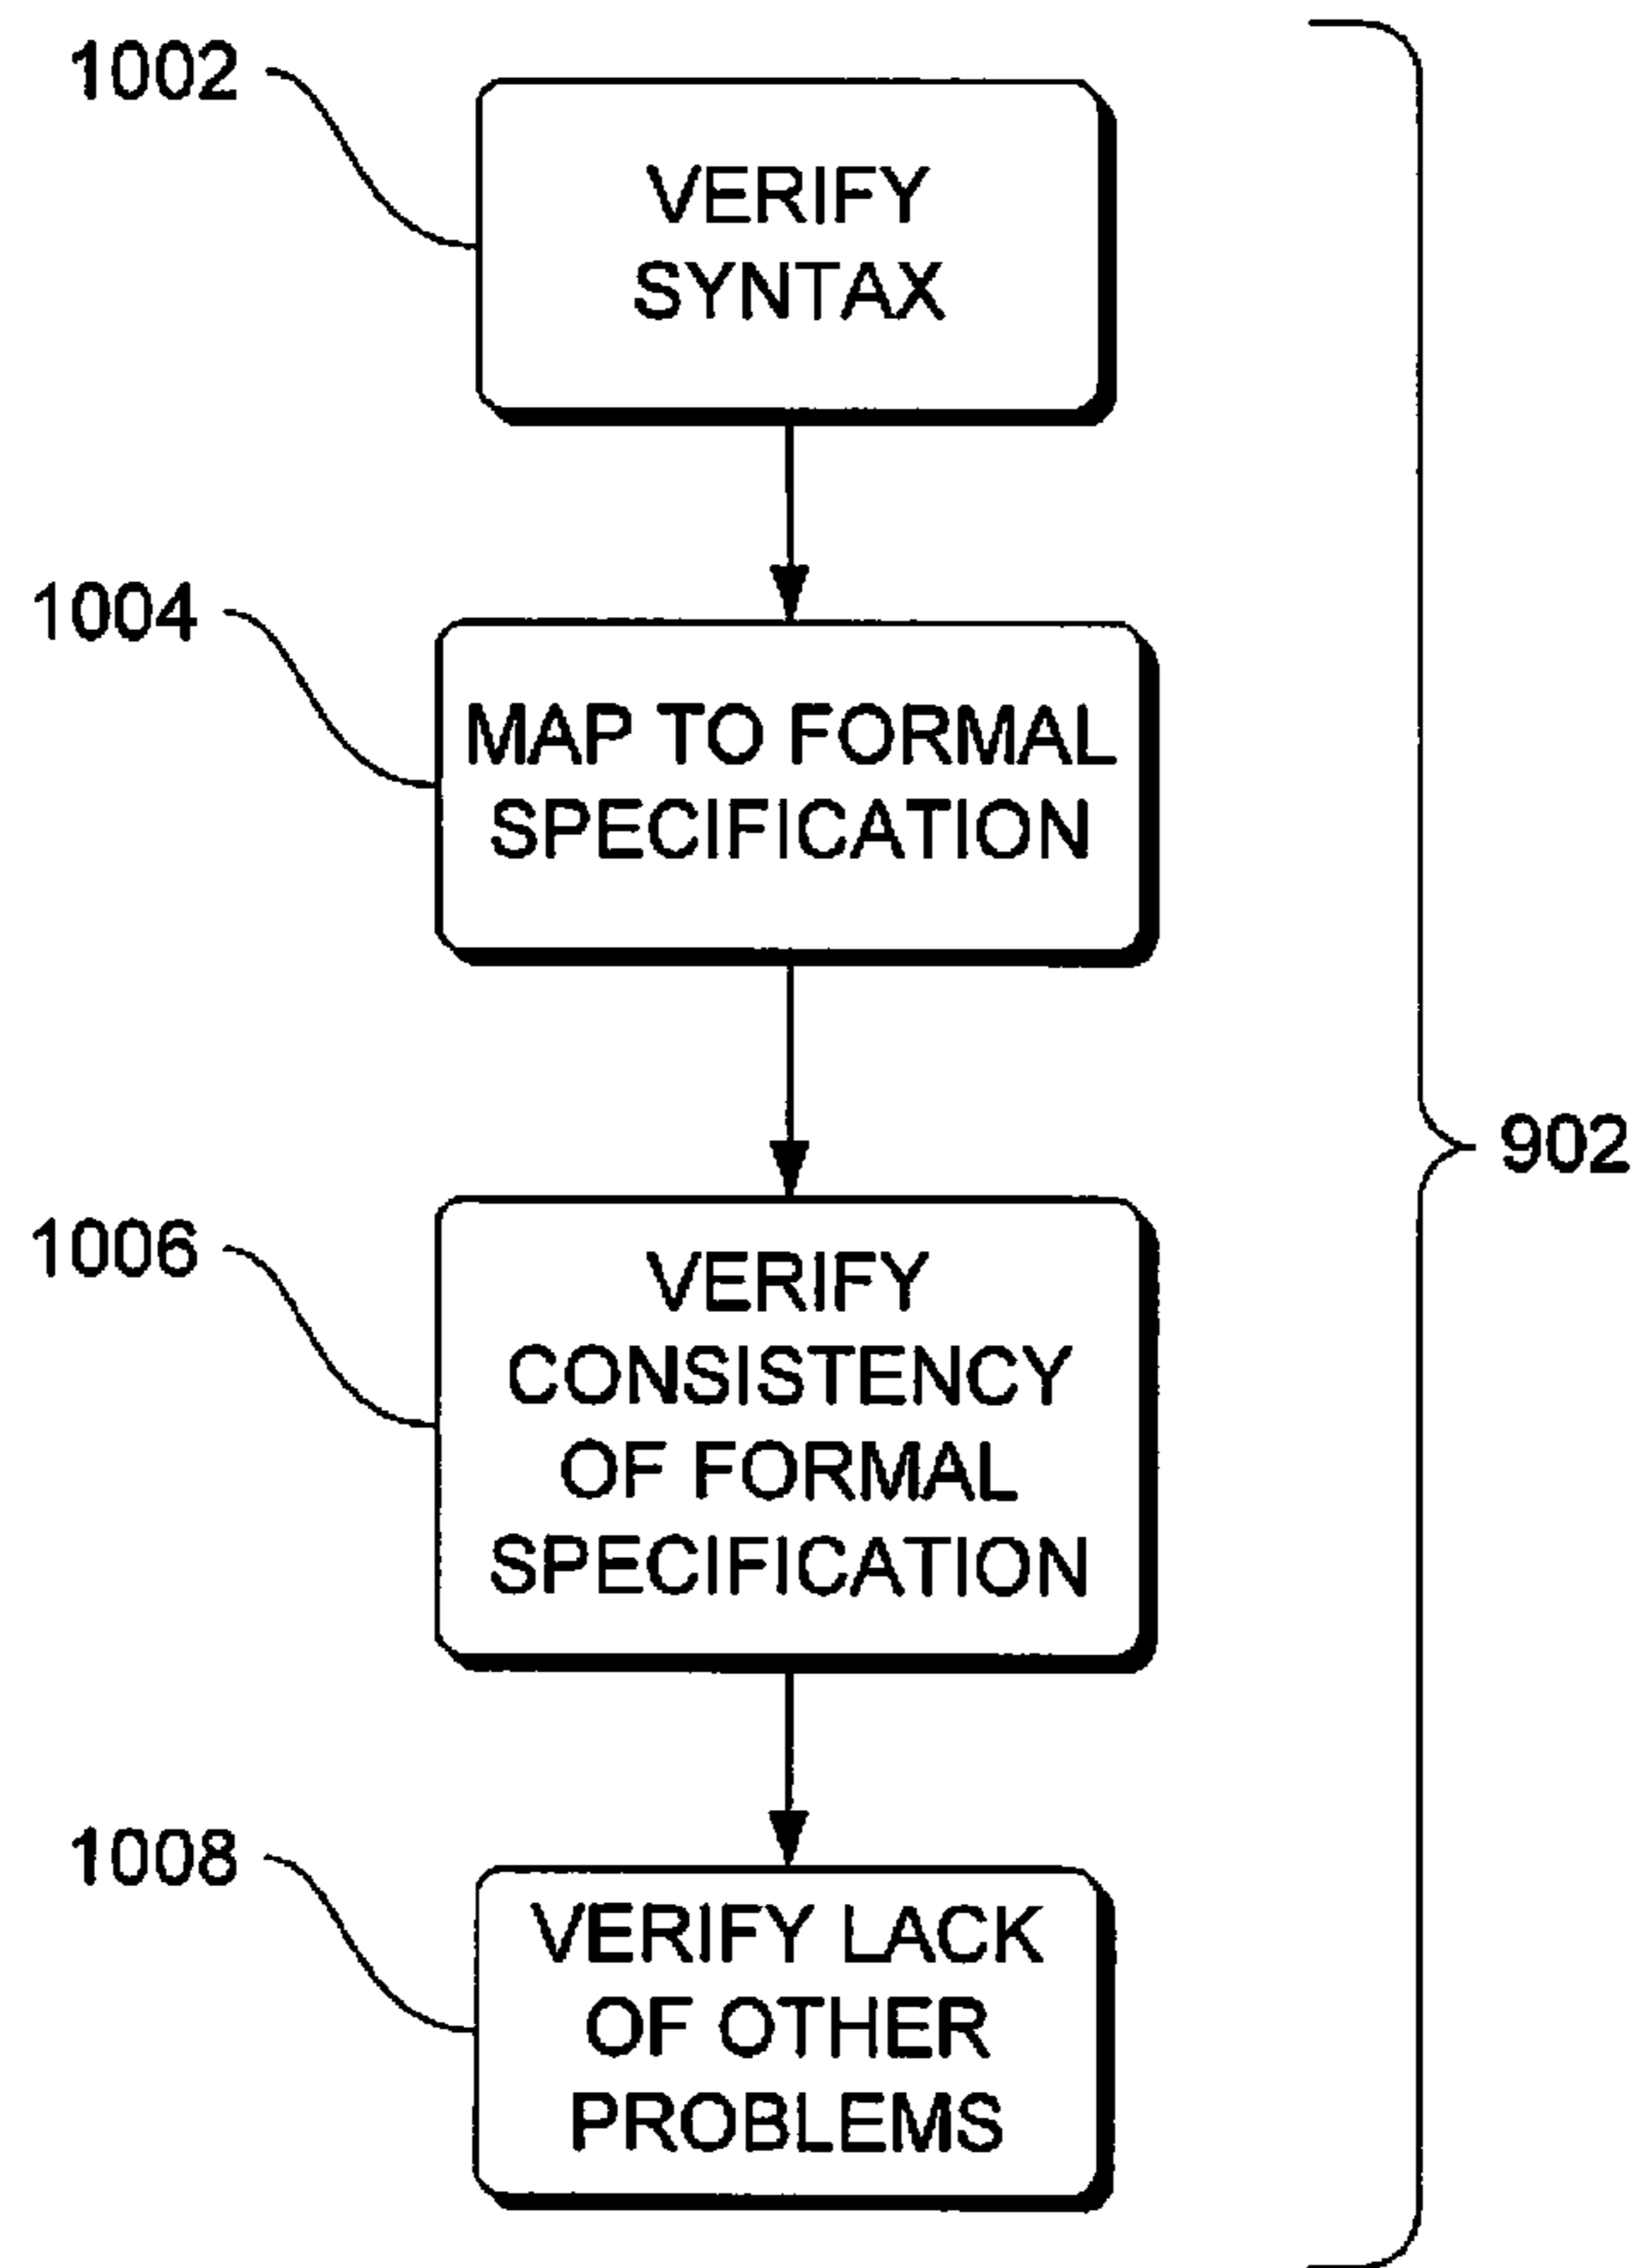 1002
VERIFY
SYNTAX
1004
MAP TO FORMAL
SPECIFICATION
902
1006
VERIFY
CONSISTENCY
OF FORMAL
SPECIFICATION
1008
VERIFY LACK
OF OTHER
PROBLEMS